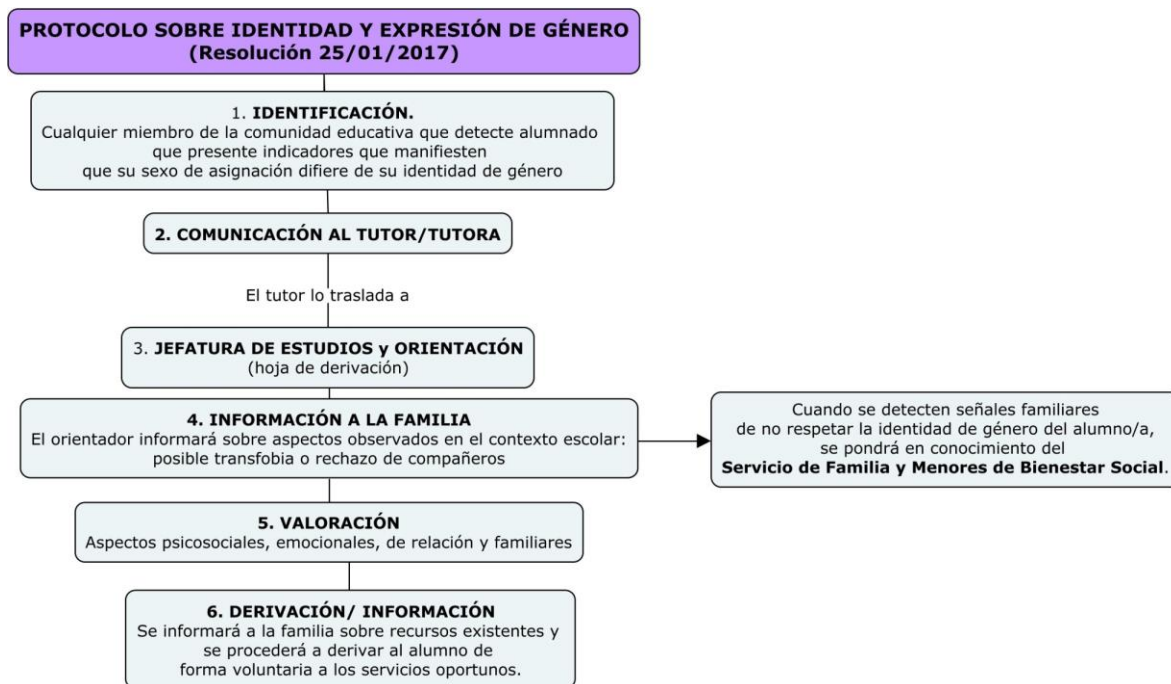 PROTOCOLO SOBRE IDENTIDAD Y EXPRESIÓN DE GÉNERO
(Resolución 25/01/2017)
1. IDENTIFICACIÓN.
Cualquier miembro de la comunidad educativa que detecte alumnado
que presente indicadores que manifiesten
que su sexo de asignación difiere de su identidad de género
2. COMUNICACIÓN AL TUTOR/TUTORA
El tutor lo traslada a
3. JEFATURA DE ESTUDIOS y ORIENTACIÓN
(hoja de derivación)
4. INFORMACIÓN A LA FAMILIA
El orientador informará sobre aspectos observados en el contexto escolar:
posible transfobia o rechazo de compañeros
Cuando se detecten señales familiares
de no respetar la identidad de género del alumno/a,
se pondrá en conocimiento del
Servicio de Familia y Menores de Bienestar Social.
5. VALORACIÓN
Aspectos psicosociales, emocionales, de relación y familiares
6. DERIVACIÓN/ INFORMACIÓN
Se informará a la familia sobre recursos existentes y
se procederá a derivar al alumno de
forma voluntaria a los servicios oportunos.